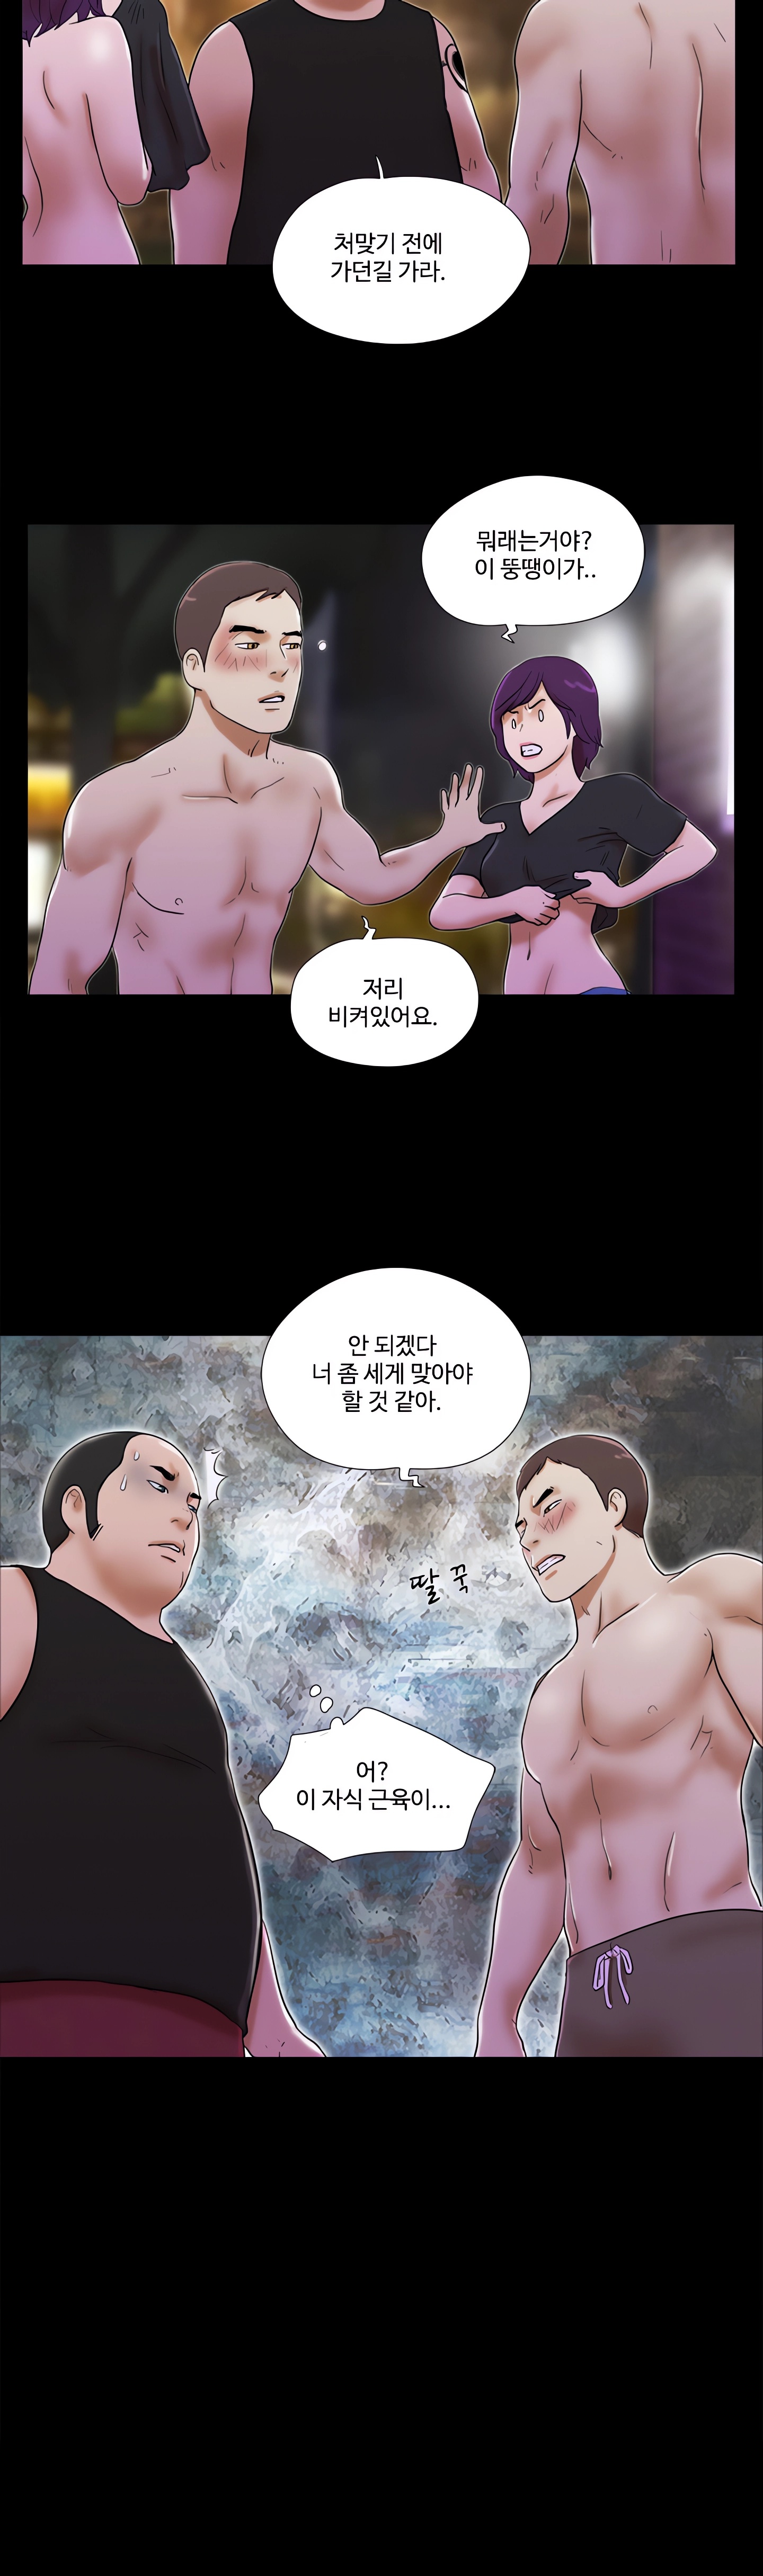 처맞기 전에
가던길 가라.
뭐래는거야?
이 뚱땡이가..
저리
비켜있어요.
안 되겠다
너 좀 세게 맞아야
할 것 같아.
딸 꾹
어?
이 자식 근육이...